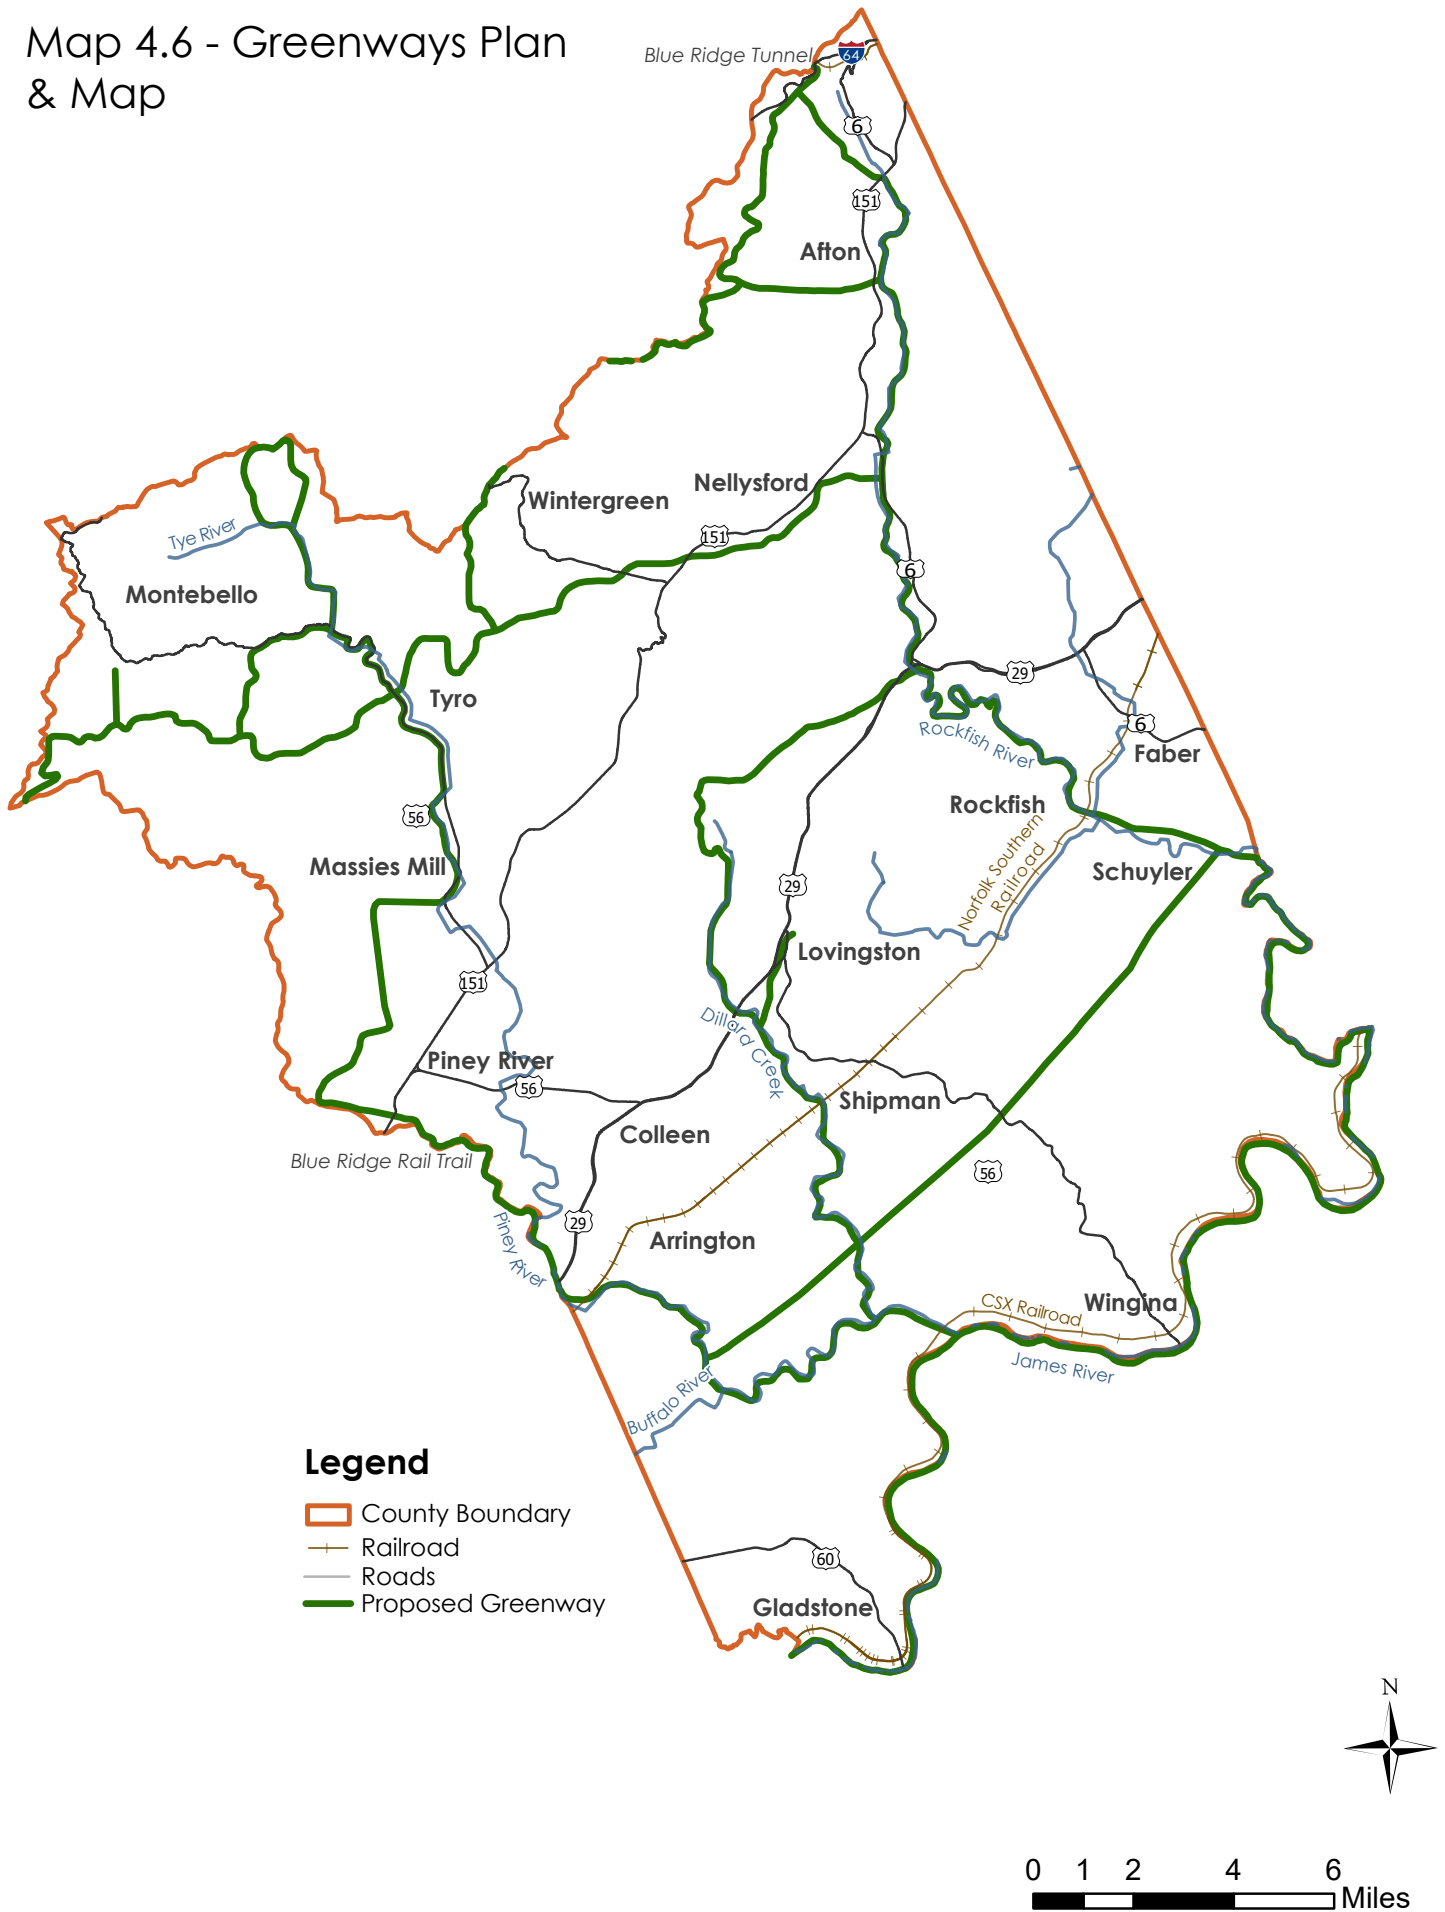 Map 4.6 - Greenways Plan
& Map
Blue Ridge Tunnel
64
6
151
Afton
Nellysford
Wintergreen
151
Tye River
Montebello
6
29
Tyro
Rockfish River
6
Faber
Rockfish
56
Norfolk Southern
Railroad
Massies Mill
Schuyler
29
Lovingston
151
Dillard Creek
Piney River
56
Shipman
Colleen
Blue Ridge Rail Trail
56
29
Piney River
Arrington
CSX Railroad
Wingina
James River
Buffalo River
Legend
County Boundary
Railroad
Roads
Proposed Greenway
60
Gladstone
N
0 1 2 4 6
Miles